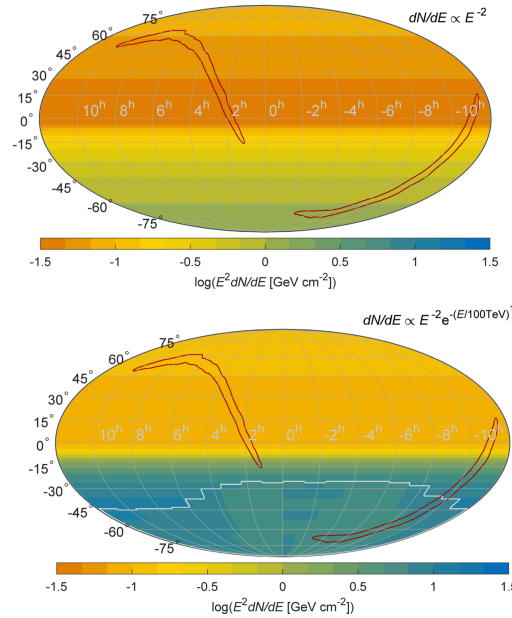 dN/dE ∝ E⁻²
75°
60°
45°
30°
15°
0°
-15°
-30°
-45°
-60°
-75°
10ʰ 8ʰ 6ʰ 4ʰ 2ʰ 0ʰ -2ʰ -4ʰ -6ʰ -8ʰ -10ʰ
-1.5 -1 -0.5 0 0.5 1 1.5
log(E²dN/dE [GeV cm⁻²])
dN/dE ∝ E⁻²e^-(E/100TeV)
75°
60°
45°
30°
15°
0°
-15°
-30°
-45°
-60°
-75°
10ʰ 8ʰ 6ʰ 4ʰ 2ʰ 0ʰ -2ʰ -4ʰ -6ʰ -8ʰ -10ʰ
-1.5 -1 -0.5 0 0.5 1 1.5
log(E²dN/dE [GeV cm⁻²])